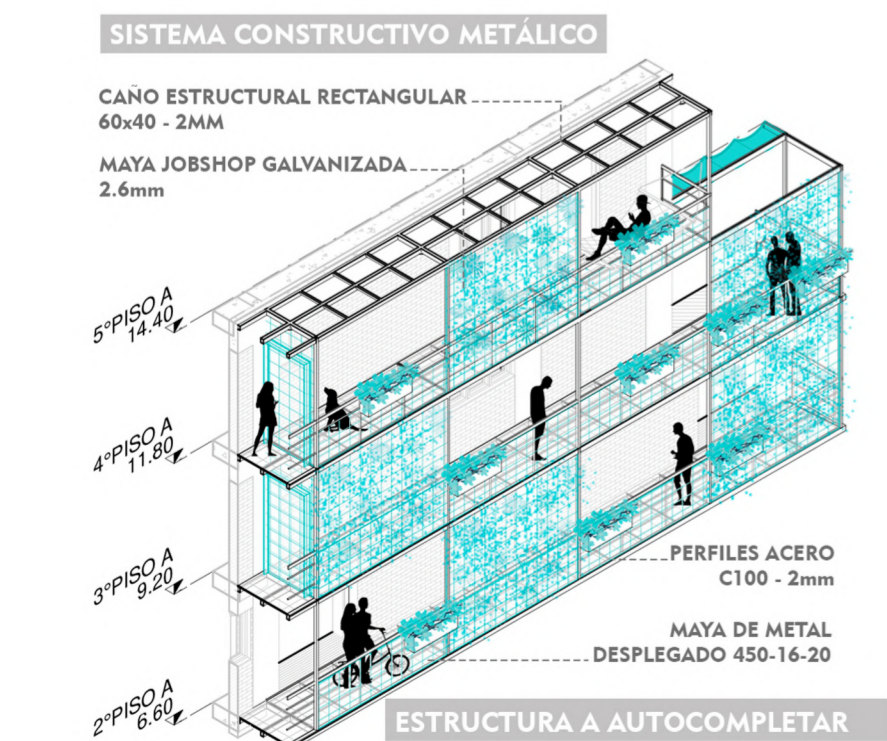 SISTEMA CONSTRUCTIVO METÁLICO
CAÑO ESTRUCTURAL RECTANGULAR
60x40 - 2MM
MAYA JOBSHOP GALVANIZADA
2.6mm
5°PISO A
14.40
4°PISO A
11.80
3°PISO A
9.20
2°PISO A
6.60
PERFILES ACERO
C100 - 2mm
MAYA DE METAL
DESPLEGADO 450-16-20
ESTRUCTURA A AUTOCOMPLETAR